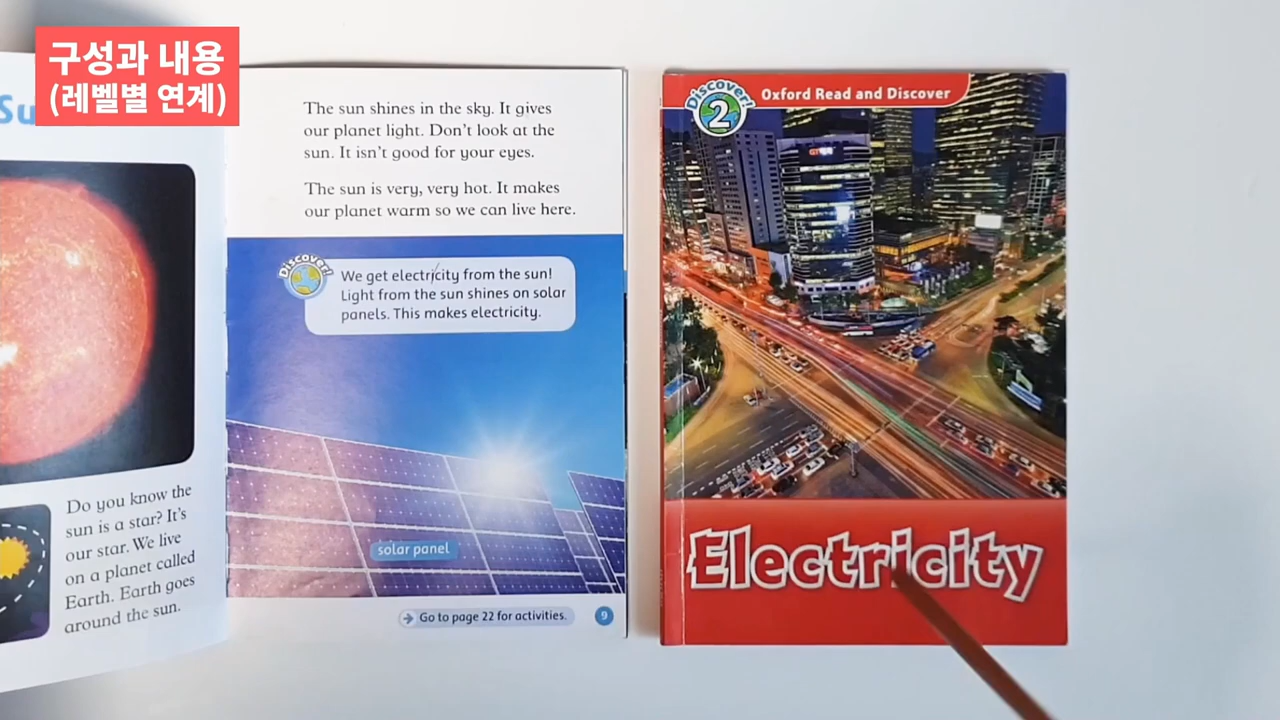 구성과 내용
(레벨별 연계)
Su
Do you know the
sun is a star? It's
our star. We live
on a planet called
Earth. Earth goes
around the sun.
The sun shines in the sky. It gives
our planet light. Don't look at the
sun. It isn't good for your eyes.
The sun is very, very hot. It makes
our planet warm so we can live here.
Discover!
We get electricity from the sun!
Light from the sun shines on solar
panels. This makes electricity.
solar panel
Go to page 22 for activities.
9
Discover!
2
Oxford Read and Discover
Electricity